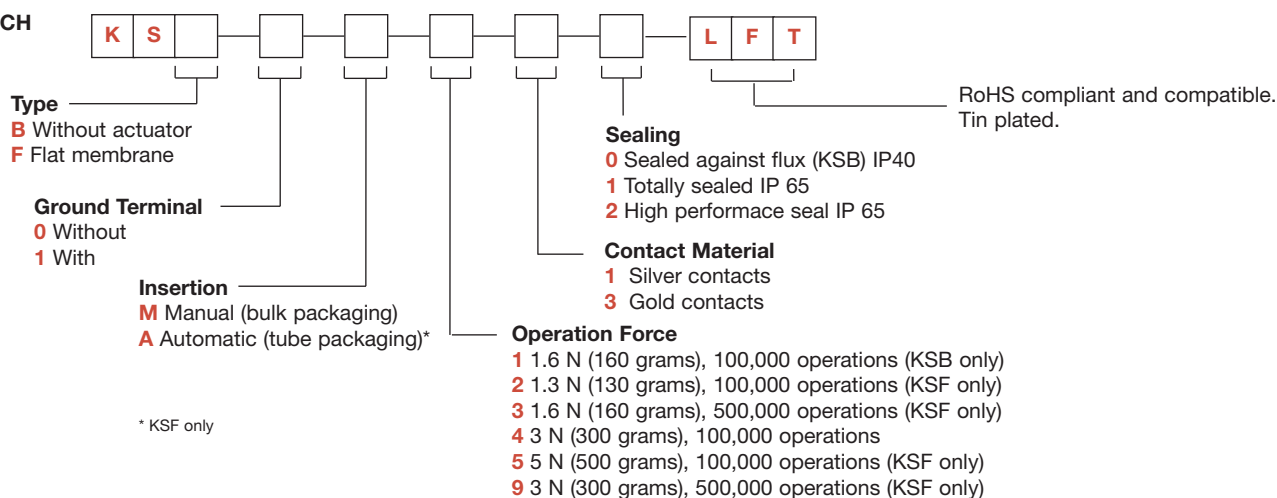 CH
K S L F T
RoHS compliant and compatible.
Tin plated.
Type
B Without actuator
F Flat membrane
Sealing
0 Sealed against flux (KSB) IP40
1 Totally sealed IP 65
2 High performace seal IP 65
Ground Terminal
0 Without
1 With
Contact Material
1 Silver contacts
3 Gold contacts
Insertion
M Manual (bulk packaging)
A Automatic (tube packaging)*
Operation Force
1 1.6 N (160 grams), 100,000 operations (KSB only)
2 1.3 N (130 grams), 100,000 operations (KSF only)
3 1.6 N (160 grams), 500,000 operations (KSF only)
4 3 N (300 grams), 100,000 operations
5 5 N (500 grams), 100,000 operations (KSF only)
9 3 N (300 grams), 500,000 operations (KSF only)
* KSF only